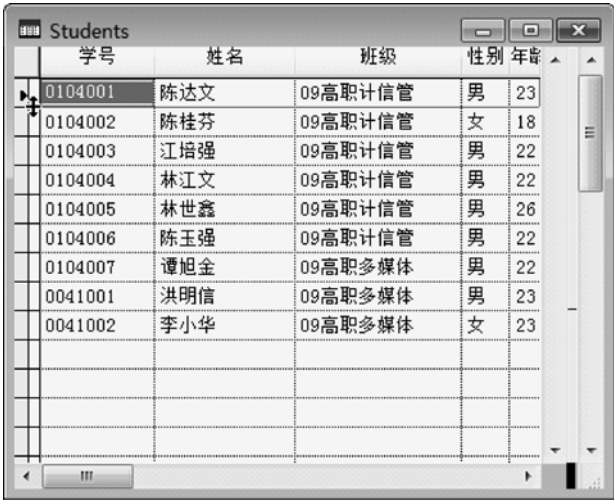 Students
学号 姓名 班级 性别 年龄
0104001 陈达文 09高职计信管 男 23
0104002 陈桂芬 09高职计信管 女 18
0104003 江培强 09高职计信管 男 22
0104004 林江文 09高职计信管 男 22
0104005 林世鑫 09高职计信管 男 26
0104006 陈玉强 09高职计信管 男 22
0104007 谭旭金 09高职多媒体 男 22
0041001 洪明信 09高职多媒体 男 23
0041002 李小华 09高职多媒体 女 23